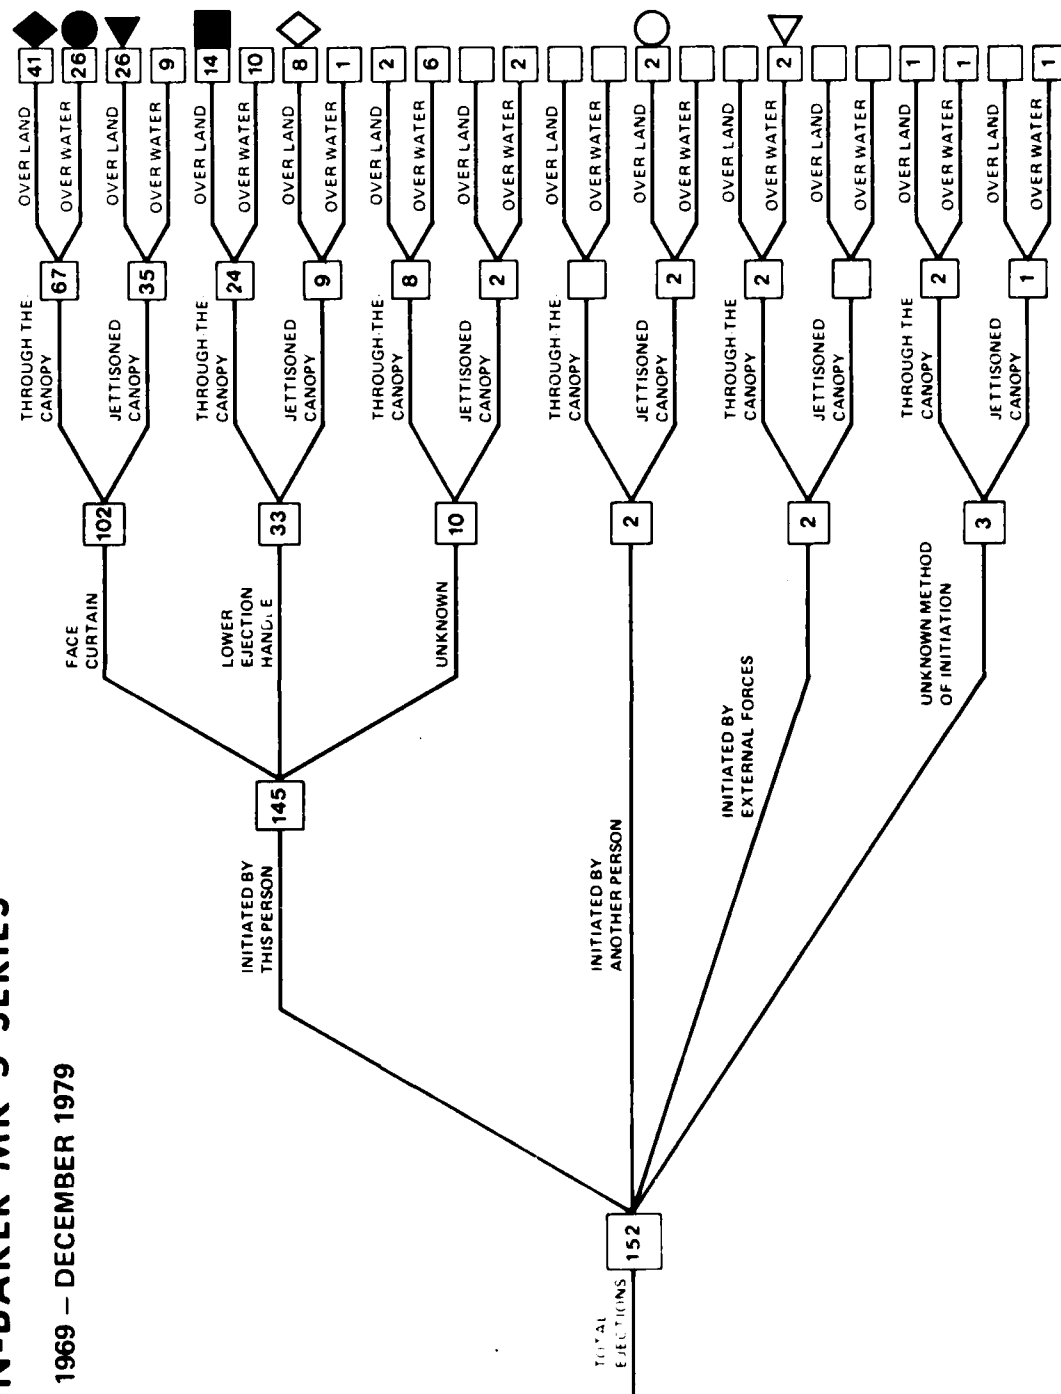 N-BAKER MK 5 SERIES
1969 – DECEMBER 1979
TOTAL
EJECTIONS
152
INITIATED BY
THIS PERSON
145
INITIATED BY
ANOTHER PERSON
INITIATED BY
EXTERNAL FORCES
UNKNOWN METHOD
OF INITIATION
FACE
CURTAIN
102
LOWER
EJECTION
HANDLE
33
UNKNOWN
10
2
2
3
THROUGH-THE-
CANOPY
67
JETTISONED
CANOPY
35
THROUGH-THE
CANOPY
24
JETTISONED
CANOPY
9
THROUGH-THE-
CANOPY
8
JETTISONED
CANOPY
2
THROUGH-THE-
CANOPY
JETTISONED
CANOPY
2
THROUGH-THE
CANOPY
2
JETTISONED
CANOPY
THROUGH THE
CANOPY
2
JETTISONED
CANOPY
1
OVER LAND 41
OVER WATER 26
OVER LAND 26
OVER WATER 9
OVER LAND 14
OVER WATER 10
OVER LAND 8
OVER WATER 1
OVER LAND 2
OVER WATER 6
OVER LAND
OVER WATER 2
OVER LAND
OVER WATER
OVER LAND 2
OVER WATER
OVER LAND
OVER WATER 2
OVER LAND
OVER WATER
OVER LAND 1
OVER WATER 1
OVER LAND
OVER WATER 1